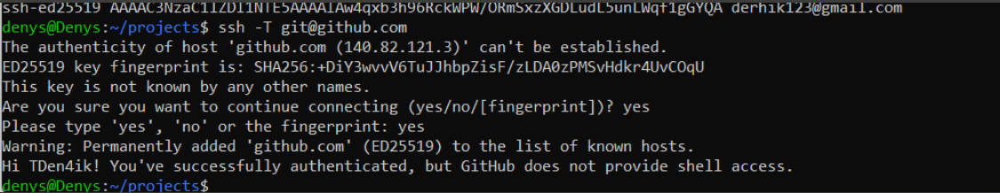 ssh-ed25519 AAAAC3NzaC1lZDI1NTE5AAAAIAw4qxb3h96RckWPW/ORmSxzXGDLudL5unLWqf1gGYQA derhik123@gmail.com
denys@Denys:~/projects$ ssh -T git@github.com
The authenticity of host 'github.com (140.82.121.3)' can't be established.
ED25519 key fingerprint is: SHA256:+DiY3wvvV6TuJJhbpZisF/zLDA0zPMSvHdkr4UvCOqU
This key is not known by any other names.
Are you sure you want to continue connecting (yes/no/[fingerprint])? yes
Please type 'yes', 'no' or the fingerprint: yes
Warning: Permanently added 'github.com' (ED25519) to the list of known hosts.
Hi TDen4ik! You've successfully authenticated, but GitHub does not provide shell access.
denys@Denys:~/projects$